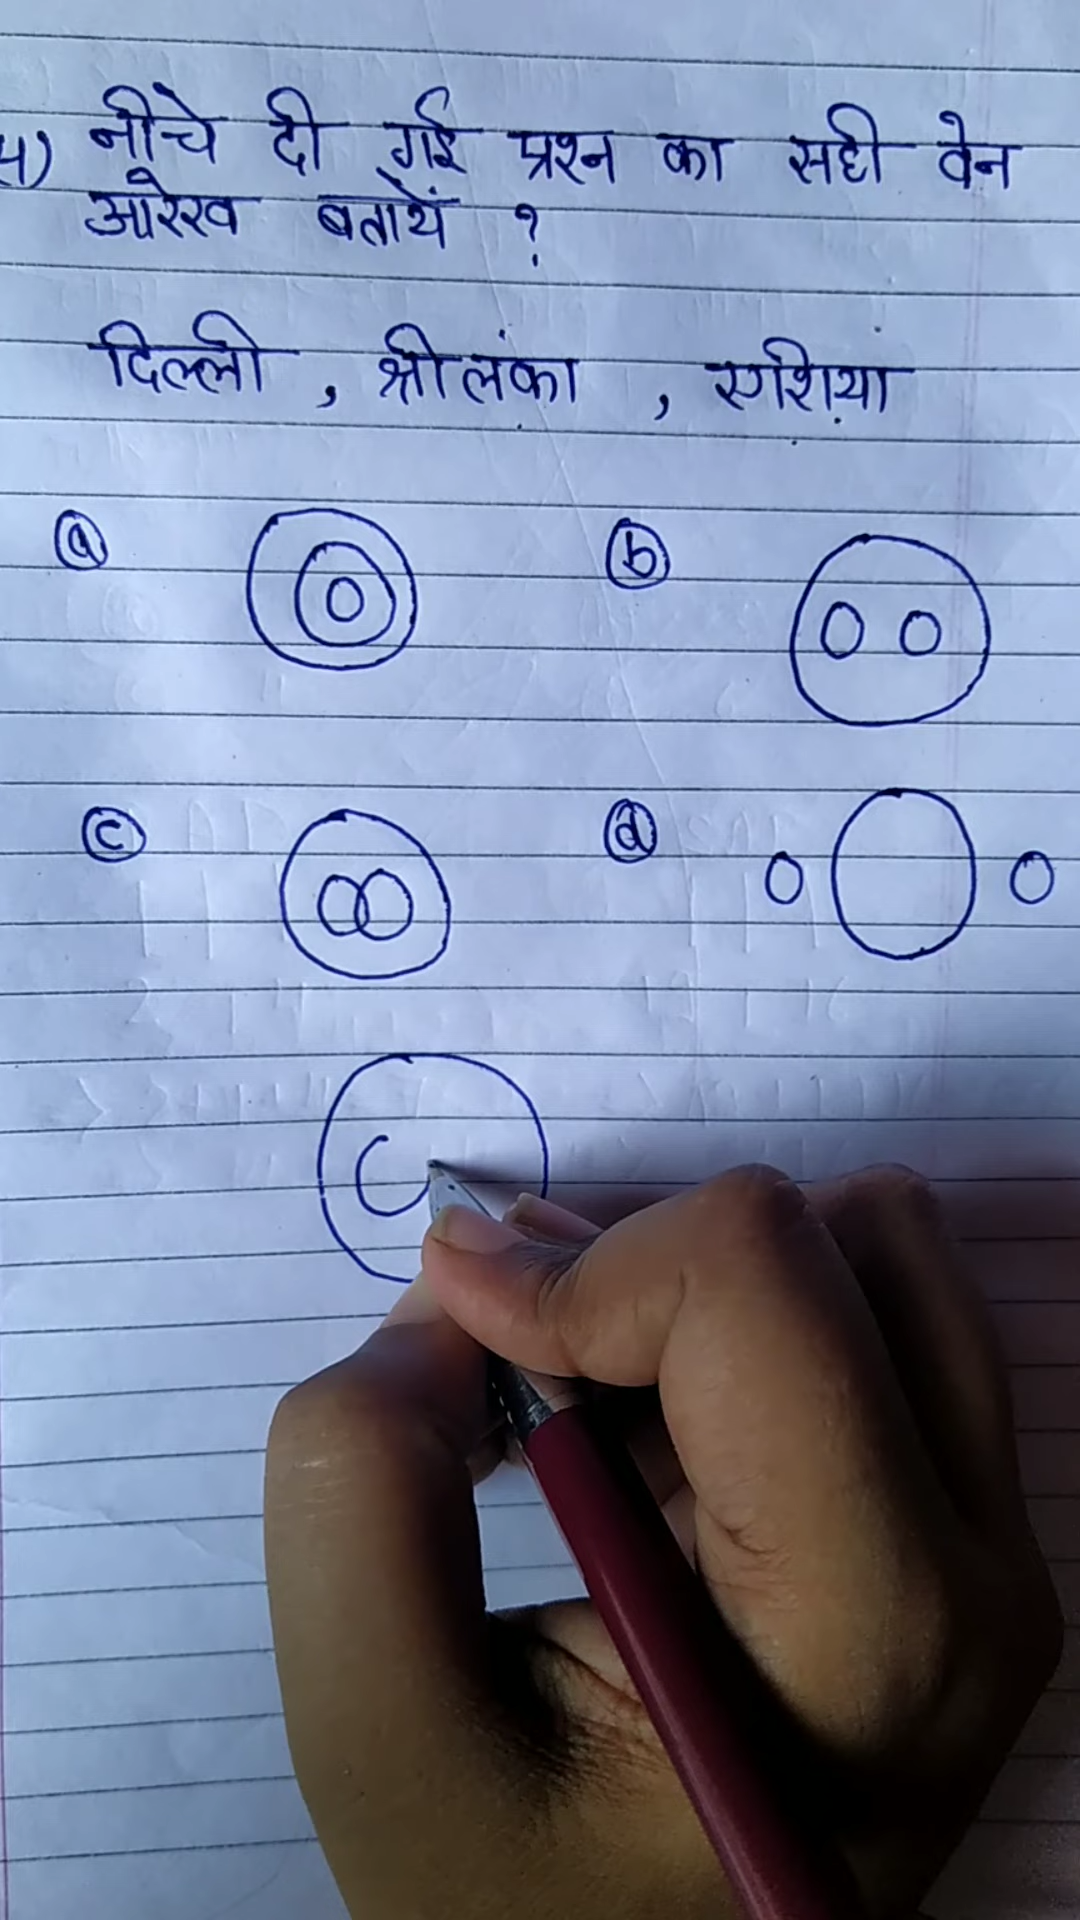 4) नीचे दी गई प्रश्न का सही वेन
आरेख बतायें ?
दिल्ली , श्रीलंका , एशिया
a b
c d